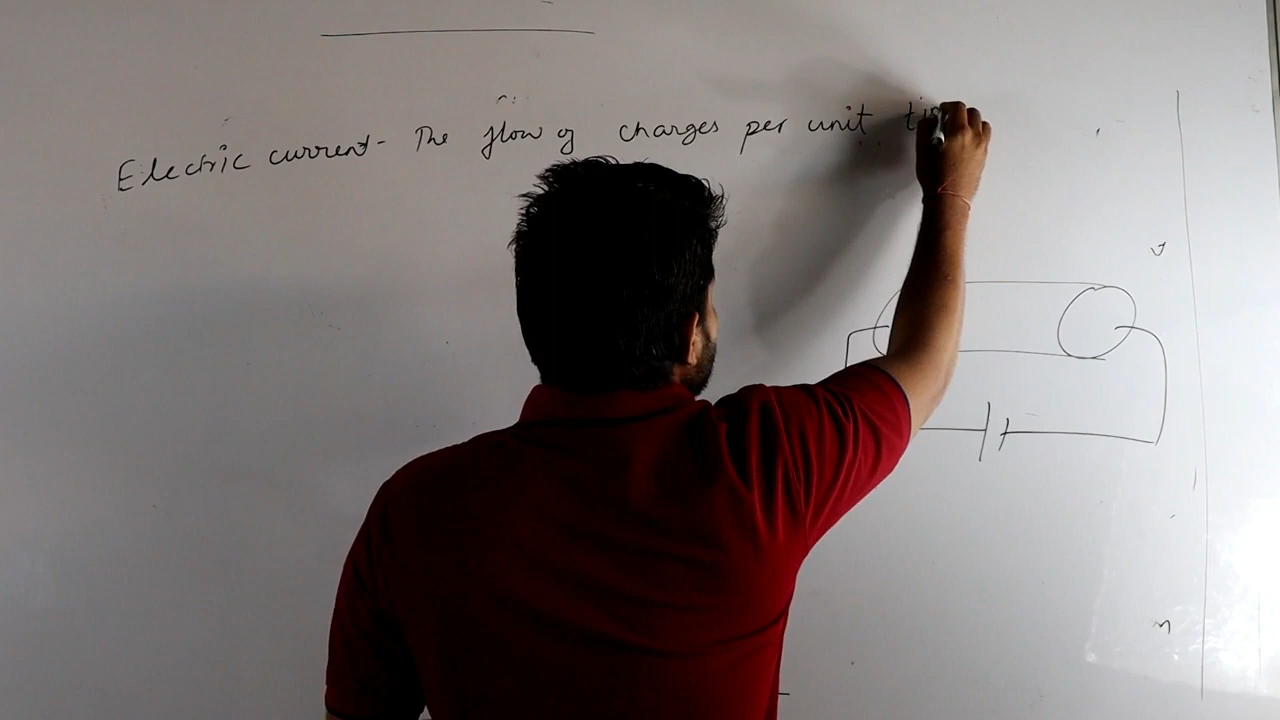 Electric current - The flow of charges per unit